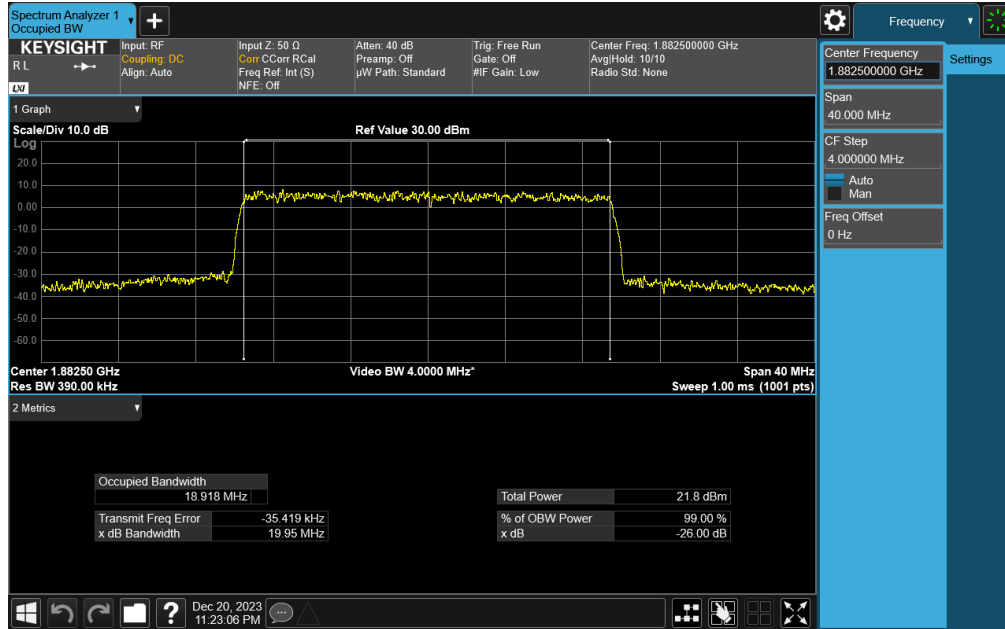 Spectrum Analyzer 1
Occupied BW
Frequency
KEYSIGHT
R L
LXI
Input: RF
Coupling: DC
Align: Auto
Input Z: 50 Ω
Corr CCorr RCal
Freq Ref: Int (S)
NFE: Off
Atten: 40 dB
Preamp: Off
µW Path: Standard
Trig: Free Run
Gate: Off
#IF Gain: Low
Center Freq: 1.882500000 GHz
Avg|Hold: 10/10
Radio Std: None
Center Frequency
1.882500000 GHz
Settings
Span
40.000 MHz
CF Step
4.000000 MHz
Auto
Man
Freq Offset
0 Hz
1 Graph
Scale/Div 10.0 dB
Ref Value 30.00 dBm
Log
20.0
10.0
0.00
-10.0
-20.0
-30.0
-40.0
-50.0
-60.0
Center 1.88250 GHz
Video BW 4.0000 MHz*
Span 40 MHz
Res BW 390.00 kHz
Sweep 1.00 ms (1001 pts)
2 Metrics
Occupied Bandwidth
18.918 MHz
Total Power 21.8 dBm
Transmit Freq Error -35.419 kHz
% of OBW Power 99.00 %
x dB Bandwidth 19.95 MHz
x dB -26.00 dB
?
Dec 20, 2023
11:23:06 PM